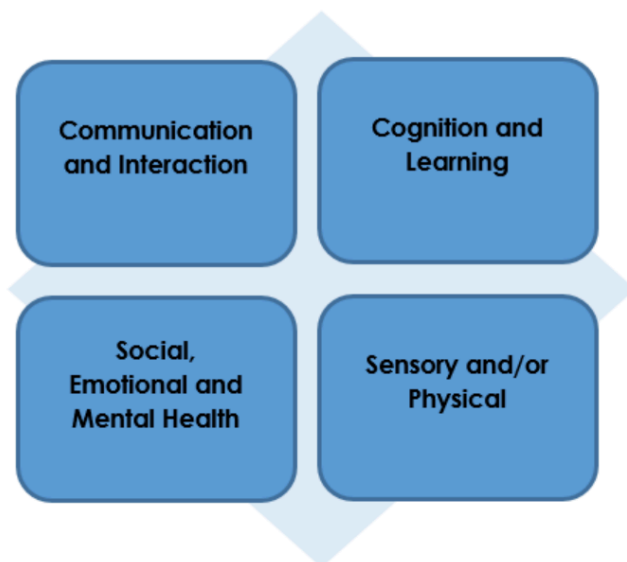 Communication
and Interaction
Cognition and
Learning
Social,
Emotional and
Mental Health
Sensory and/or
Physical